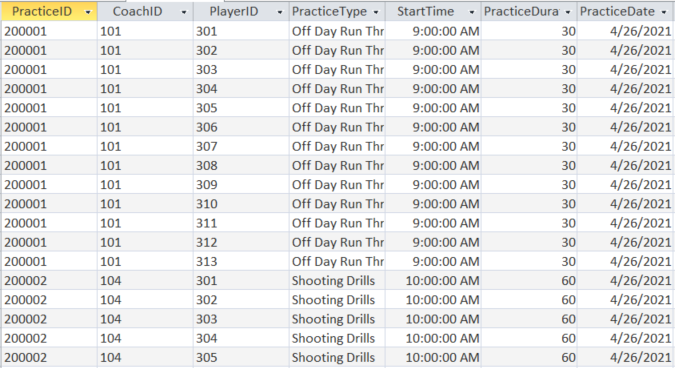 PracticeID CoachID PlayerID PracticeType StartTime PracticeDura PracticeDate
200001 101 301 Off Day Run Thr 9:00:00 AM 30 4/26/2021
200001 101 302 Off Day Run Thr 9:00:00 AM 30 4/26/2021
200001 101 303 Off Day Run Thr 9:00:00 AM 30 4/26/2021
200001 101 304 Off Day Run Thr 9:00:00 AM 30 4/26/2021
200001 101 305 Off Day Run Thr 9:00:00 AM 30 4/26/2021
200001 101 306 Off Day Run Thr 9:00:00 AM 30 4/26/2021
200001 101 307 Off Day Run Thr 9:00:00 AM 30 4/26/2021
200001 101 308 Off Day Run Thr 9:00:00 AM 30 4/26/2021
200001 101 309 Off Day Run Thr 9:00:00 AM 30 4/26/2021
200001 101 310 Off Day Run Thr 9:00:00 AM 30 4/26/2021
200001 101 311 Off Day Run Thr 9:00:00 AM 30 4/26/2021
200001 101 312 Off Day Run Thr 9:00:00 AM 30 4/26/2021
200001 101 313 Off Day Run Thr 9:00:00 AM 30 4/26/2021
200002 104 301 Shooting Drills 10:00:00 AM 60 4/26/2021
200002 104 302 Shooting Drills 10:00:00 AM 60 4/26/2021
200002 104 303 Shooting Drills 10:00:00 AM 60 4/26/2021
200002 104 304 Shooting Drills 10:00:00 AM 60 4/26/2021
200002 104 305 Shooting Drills 10:00:00 AM 60 4/26/2021